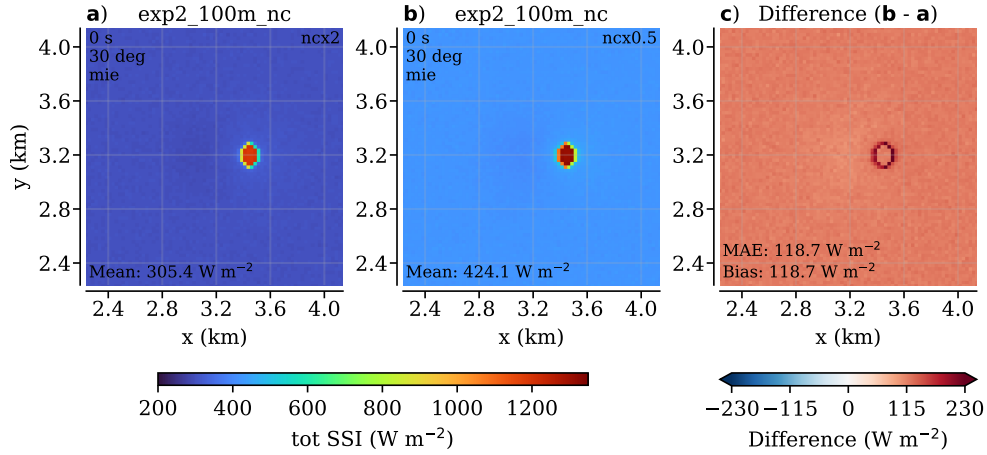 a) exp2_100m_nc
b) exp2_100m_nc
c) Difference (b - a)
0 s
30 deg
mie
ncx2
Mean: 305.4 W m⁻²
0 s
30 deg
mie
ncx0.5
Mean: 424.1 W m⁻²
MAE: 118.7 W m⁻²
Bias: 118.7 W m⁻²
y (km)
4.0
3.6
3.2
2.8
2.4
2.4 2.8 3.2 3.6 4.0
x (km)
4.0
3.6
3.2
2.8
2.4
2.4 2.8 3.2 3.6 4.0
x (km)
4.0
3.6
3.2
2.8
2.4
2.4 2.8 3.2 3.6 4.0
x (km)
200 400 600 800 1000 1200
tot SSI (W m⁻²)
−230 −115 0 115 230
Difference (W m⁻²)